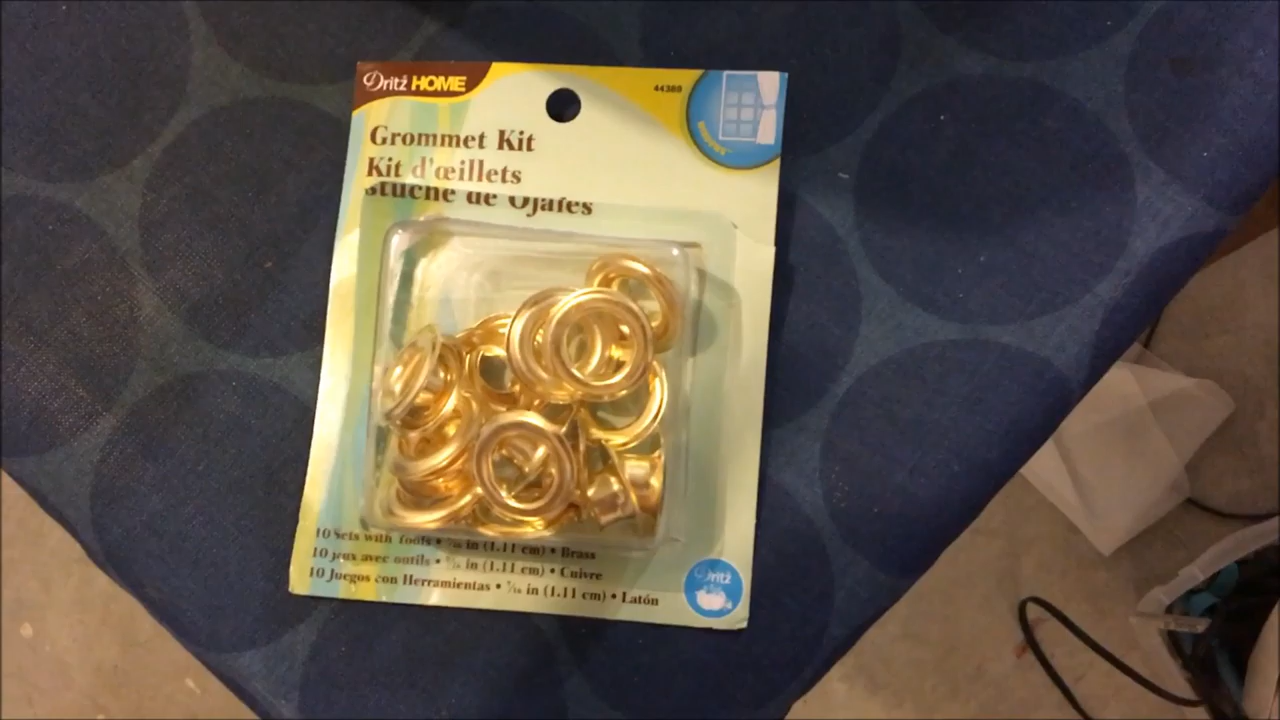 Dritz HOME
44388
Grommet Kit
Kit d'œillets
stuche de Ojales
10 Sets with Tools • 7/16 in (1.11 cm) • Brass
10 jeux avec outils • 7/16 in (1.11 cm) • Cuivre
10 Juegos con Herramientas • 7/16 in (1.11 cm) • Latón
Dritz